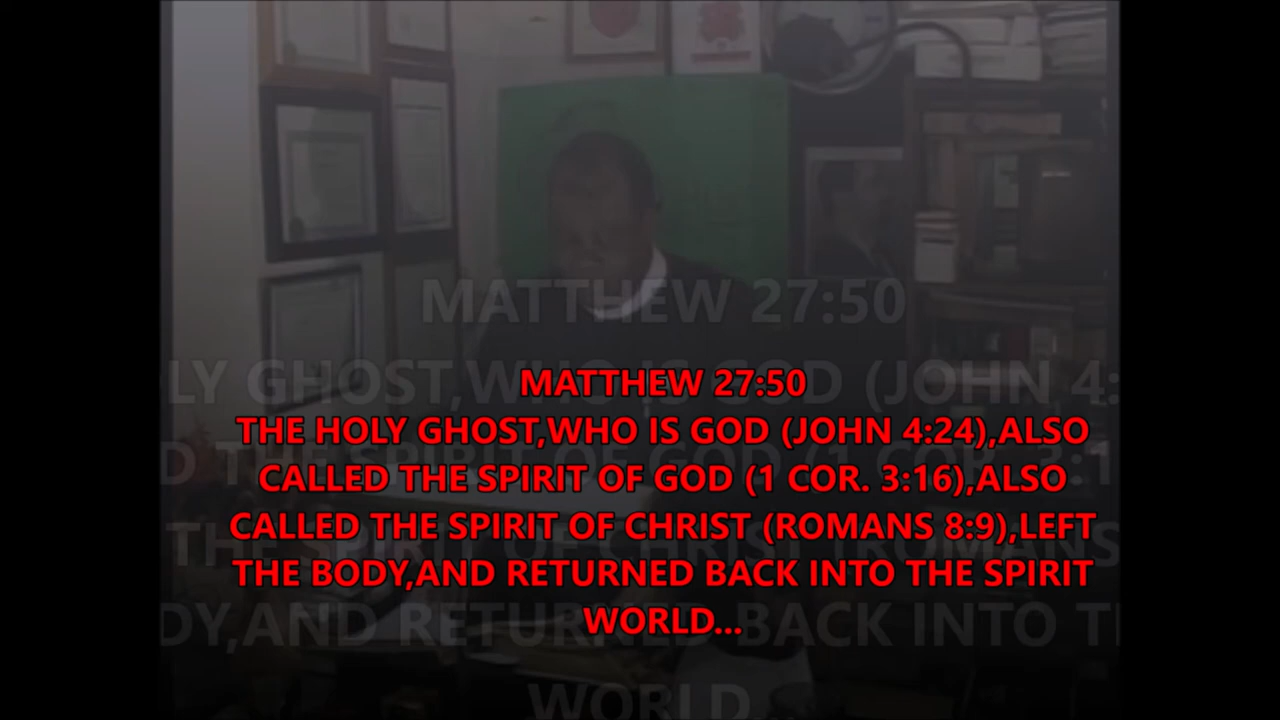 MATTHEW 27:50
THE HOLY GHOST,WHO IS GOD (JOHN 4:24),ALSO
CALLED THE SPIRIT OF GOD (1 COR. 3:16),ALSO
CALLED THE SPIRIT OF CHRIST (ROMANS 8:9),LEFT
THE BODY,AND RETURNED BACK INTO THE SPIRIT
WORLD...